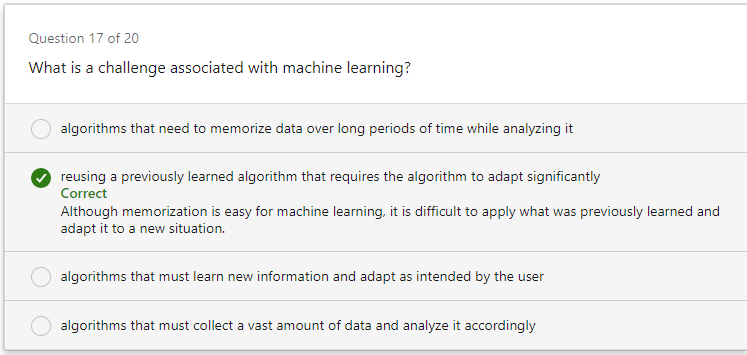 Question 17 of 20
What is a challenge associated with machine learning?
algorithms that need to memorize data over long periods of time while analyzing it
reusing a previously learned algorithm that requires the algorithm to adapt significantly
Correct
Although memorization is easy for machine learning, it is difficult to apply what was previously learned and
adapt it to a new situation.
algorithms that must learn new information and adapt as intended by the user
algorithms that must collect a vast amount of data and analyze it accordingly